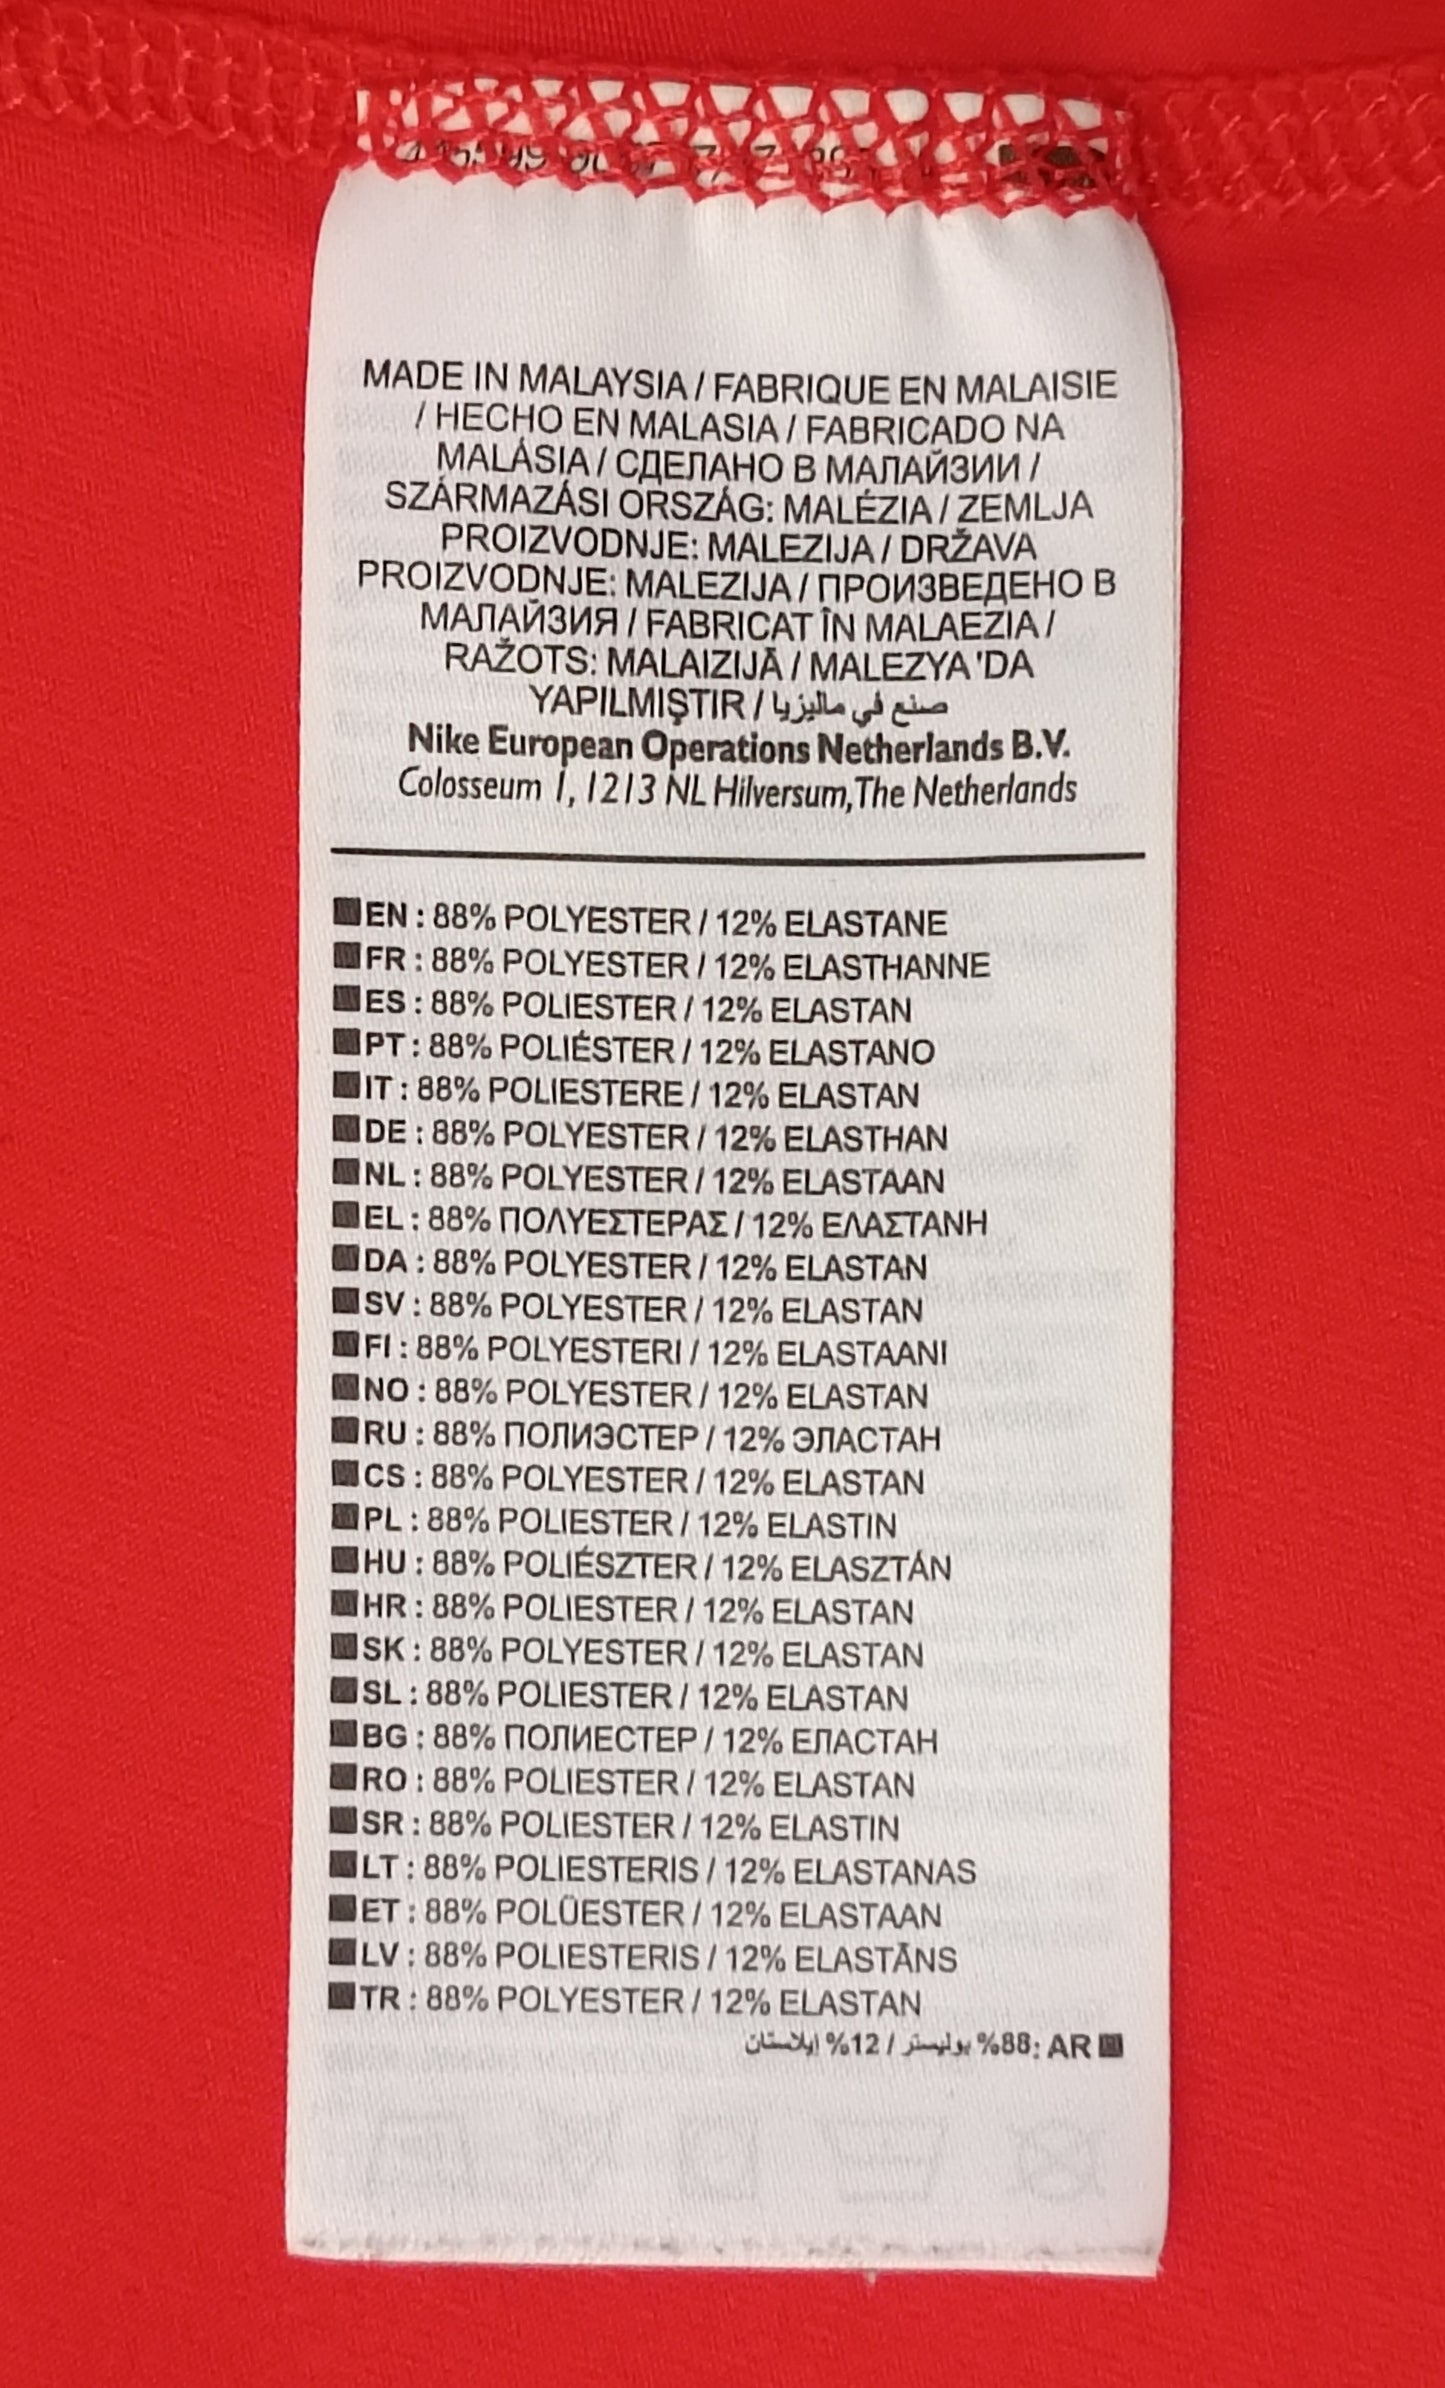 MADE IN MALAYSIA / FABRIQUE EN MALAISIE
/ HECHO EN MALASIA / FABRICADO NA
MALÁSIA / СДЕЛАНО В МАЛАЙЗИИ /
SZÁRMAZÁSI ORSZÁG: MALÉZIA / ZEMLJA
PROIZVODNJE: MALEZIJA / DRŽAVA
PROIZVODNJE: MALEZIJA / ПРОИЗВЕДЕНО В
МАЛАЙЗИЯ / FABRICAT ÎN MALAEZIA /
RAŽOTS: MALAIZIJĀ / MALEZYA 'DA
YAPILMIŞTIR / صنع في ماليزيا
Nike European Operations Netherlands B.V.
Colosseum 1, 1213 NL Hilversum, The Netherlands
EN : 88% POLYESTER / 12% ELASTANE
FR : 88% POLYESTER / 12% ELASTHANNE
ES : 88% POLIESTER / 12% ELASTAN
PT : 88% POLIÉSTER / 12% ELASTANO
IT : 88% POLIESTERE / 12% ELASTAN
DE : 88% POLYESTER / 12% ELASTHAN
NL : 88% POLYESTER / 12% ELASTAAN
EL : 88% ΠΟΛΥΕΣΤΕΡΑΣ / 12% ΕΛΑΣΤΑΝΗ
DA : 88% POLYESTER / 12% ELASTAN
SV : 88% POLYESTER / 12% ELASTAN
FI : 88% POLYESTERI / 12% ELASTAANI
NO : 88% POLYESTER / 12% ELASTAN
RU : 88% ПОЛИЭСТЕР / 12% ЭЛАСТАН
CS : 88% POLYESTER / 12% ELASTAN
PL : 88% POLIESTER / 12% ELASTIN
HU : 88% POLIÉSZTER / 12% ELASZTÁN
HR : 88% POLIESTER / 12% ELASTAN
SK : 88% POLYESTER / 12% ELASTAN
SL : 88% POLIESTER / 12% ELASTAN
BG : 88% ПОЛИЕСТЕР / 12% ЕЛАСТАН
RO : 88% POLIESTER / 12% ELASTAN
SR : 88% POLIESTER / 12% ELASTIN
LT : 88% POLIESTERIS / 12% ELASTANAS
ET : 88% POLÜESTER / 12% ELASTAAN
LV : 88% POLIESTERIS / 12% ELASTĀNS
TR : 88% POLYESTER / 12% ELASTAN
AR :88% بوليستر / 12% إيلاستان